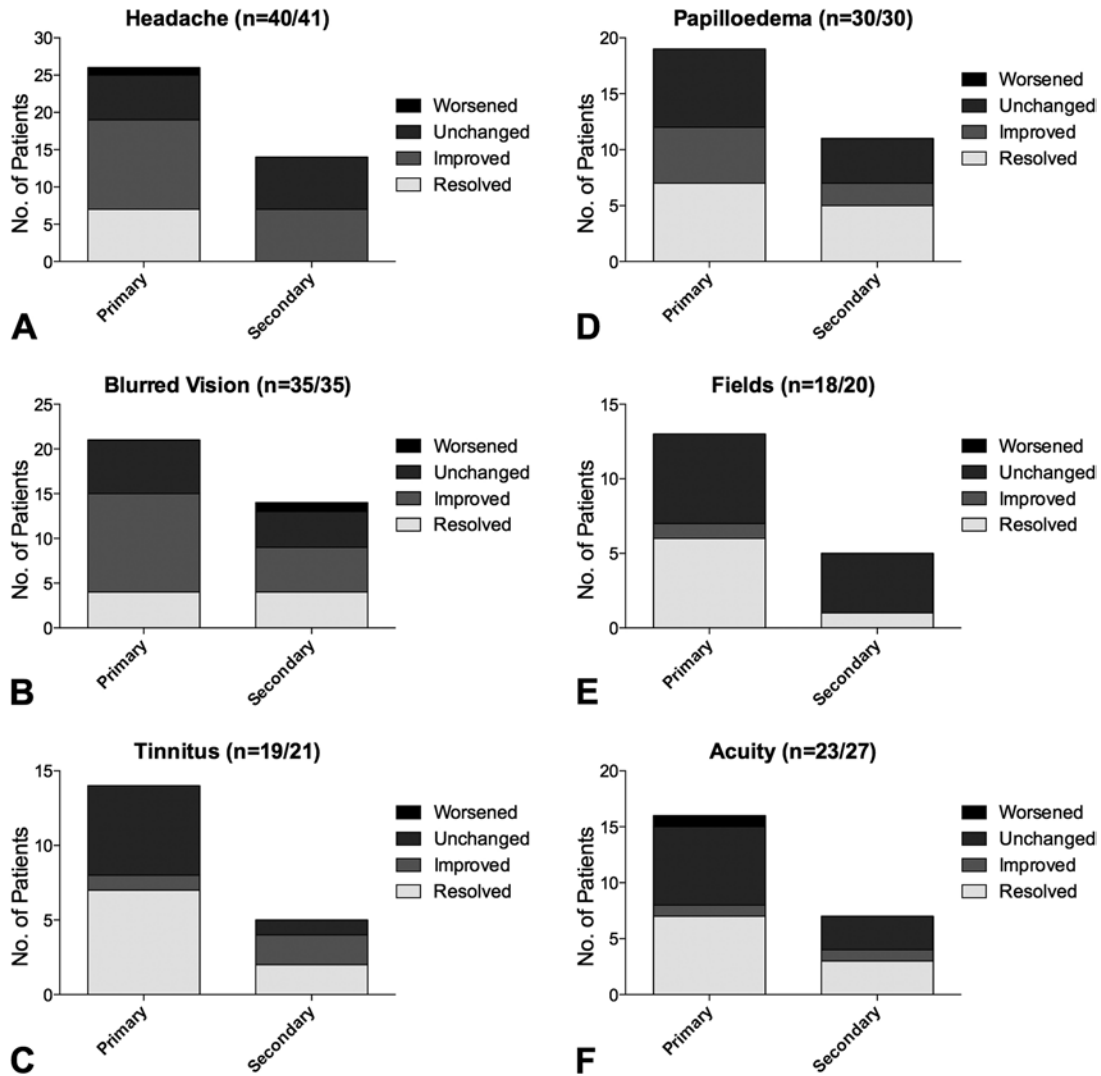 Headache (n=40/41)
No. of Patients
30
25
20
15
10
5
0
Primary
Secondary
Worsened
Unchanged
Improved
Resolved
A
Papilloedema (n=30/30)
No. of Patients
20
15
10
5
0
Primary
Secondary
Worsened
Unchanged
Improved
Resolved
D
Blurred Vision (n=35/35)
No. of Patients
25
20
15
10
5
0
Primary
Secondary
Worsened
Unchanged
Improved
Resolved
B
Fields (n=18/20)
No. of Patients
15
10
5
0
Primary
Secondary
Worsened
Unchanged
Improved
Resolved
E
Tinnitus (n=19/21)
No. of Patients
15
10
5
0
Primary
Secondary
Worsened
Unchanged
Improved
Resolved
C
Acuity (n=23/27)
No. of Patients
20
15
10
5
0
Primary
Secondary
Worsened
Unchanged
Improved
Resolved
F